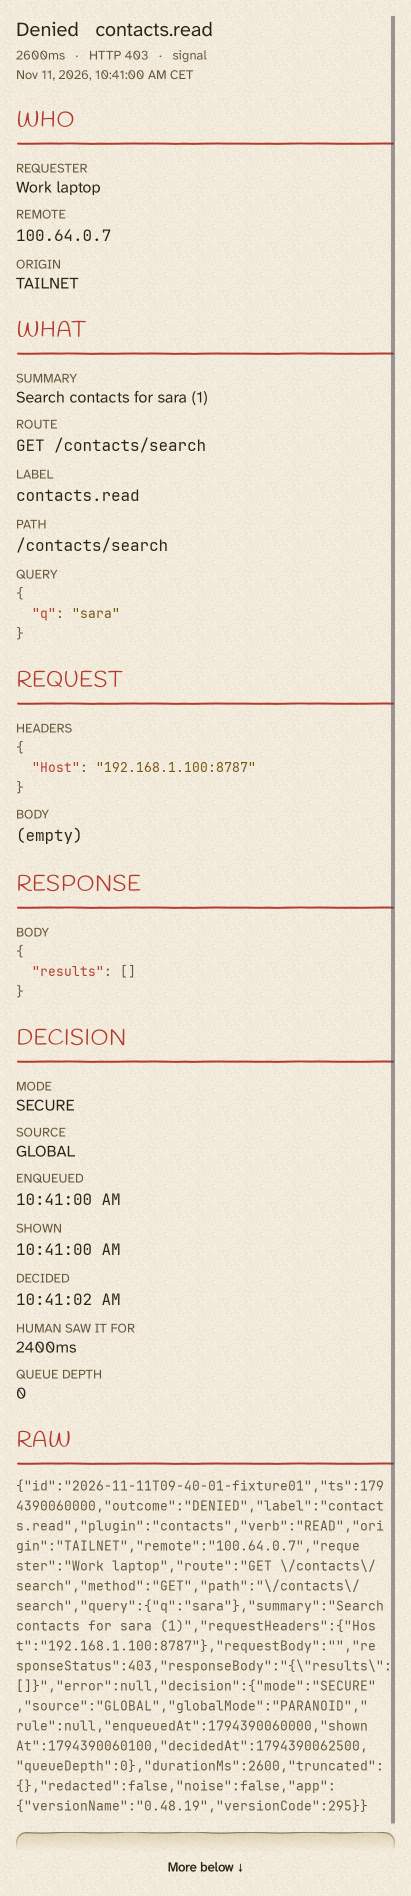 Denied contacts.read
2600ms · HTTP 403 · signal
Nov 11, 2026, 10:41:00 AM CET
WHO
REQUESTER
Work laptop
REMOTE
100.64.0.7
ORIGIN
TAILNET
WHAT
SUMMARY
Search contacts for sara (1)
ROUTE
GET /contacts/search
LABEL
contacts.read
PATH
/contacts/search
QUERY
{
  "q": "sara"
}
REQUEST
HEADERS
{
  "Host": "192.168.1.100:8787"
}
BODY
(empty)
RESPONSE
BODY
{
  "results": []
}
DECISION
MODE
SECURE
SOURCE
GLOBAL
ENQUEUED
10:41:00 AM
SHOWN
10:41:00 AM
DECIDED
10:41:02 AM
HUMAN SAW IT FOR
2400ms
QUEUE DEPTH
0
RAW
{"id":"2026-11-11T09-40-01-fixture01","ts":179
4390060000,"outcome":"DENIED","label":"contact
s.read","plugin":"contacts","verb":"READ","ori
gin":"TAILNET","remote":"100.64.0.7","reque
ster":"Work laptop","route":"GET \/contacts\/
search","method":"GET","path":"\/contacts\/
search","query":{"q":"sara"},"summary":"Search
contacts for sara (1)","requestHeaders":{"Hos
t":"192.168.1.100:8787"},"requestBody":"","re
sponseStatus":403,"responseBody":"{\"results\":
[]}","error":null,"decision":{"mode":"SECURE"
,"source":"GLOBAL","globalMode":"PARANOID","
rule":null,"enqueuedAt":1794390060000,"shown
At":1794390060100,"decidedAt":1794390062500,
"queueDepth":0},"durationMs":2600,"truncated":
{},"redacted":false,"noise":false,"app":
{"versionName":"0.48.19","versionCode":295}}
More below ↓